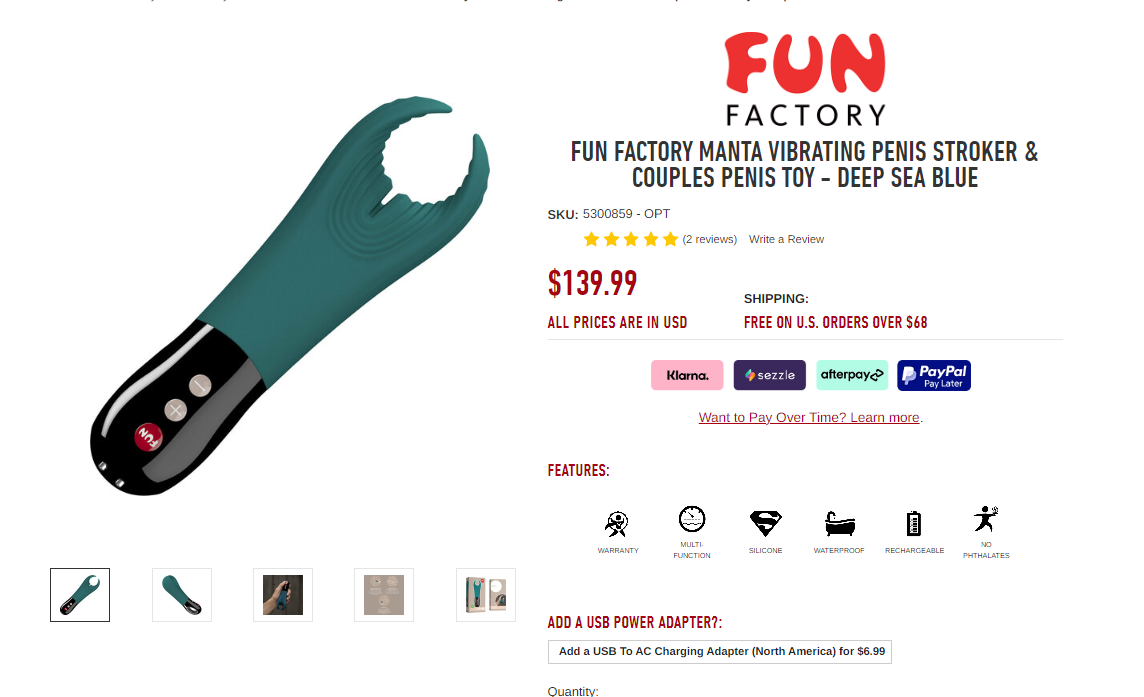 FUN
FACTORY
FUN FACTORY MANTA VIBRATING PENIS STROKER &
COUPLES PENIS TOY - DEEP SEA BLUE
SKU: 5300859 - OPT
(2 reviews) Write a Review
$139.99
SHIPPING:
ALL PRICES ARE IN USD
FREE ON U.S. ORDERS OVER $68
Klarna.
sezzle
afterpay
PayPal
Pay Later
Want to Pay Over Time? Learn more.
FUN
FEATURES:
WARRANTY
MULTI-
FUNCTION
SILICONE
WATERPROOF
RECHARGEABLE
NO
PHTHALATES
ADD A USB POWER ADAPTER?:
Add a USB To AC Charging Adapter (North America) for $6.99
Quantity: